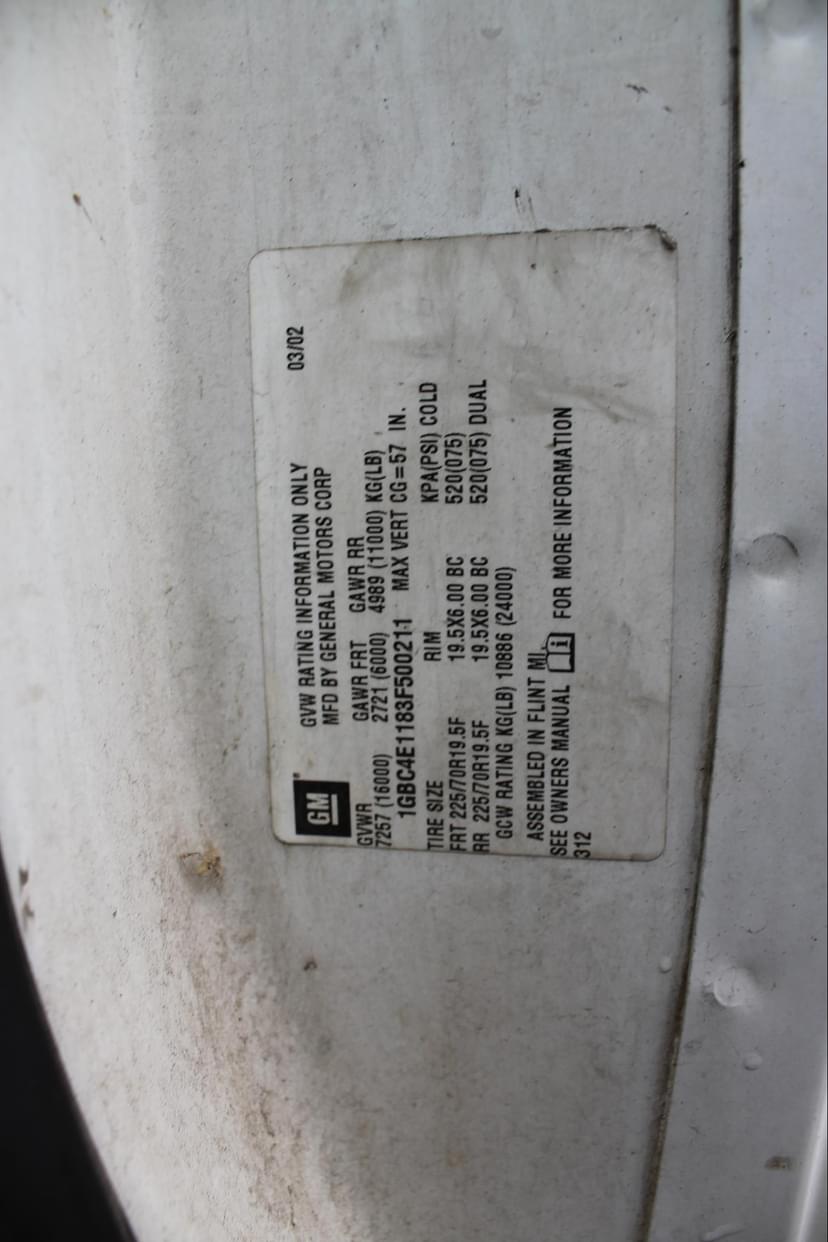 GM
GVW RATING INFORMATION ONLY 03/02
MFD BY GENERAL MOTORS CORP
GVWR GAWR FRT GAWR RR
7257 (16000) 2721 (6000) 4989 (11000) KG(LB)
1GBC4E1183F500211 MAX VERT CG=57 IN.
TIRE SIZE RIM KPA(PSI) COLD
FRT 225/70R19.5F 19.5X6.00 BC 520(075)
RR 225/70R19.5F 19.5X6.00 BC 520(075) DUAL
GCW RATING KG(LB) 10886 (24000)
ASSEMBLED IN FLINT MI.
SEE OWNERS MANUAL i FOR MORE INFORMATION
312